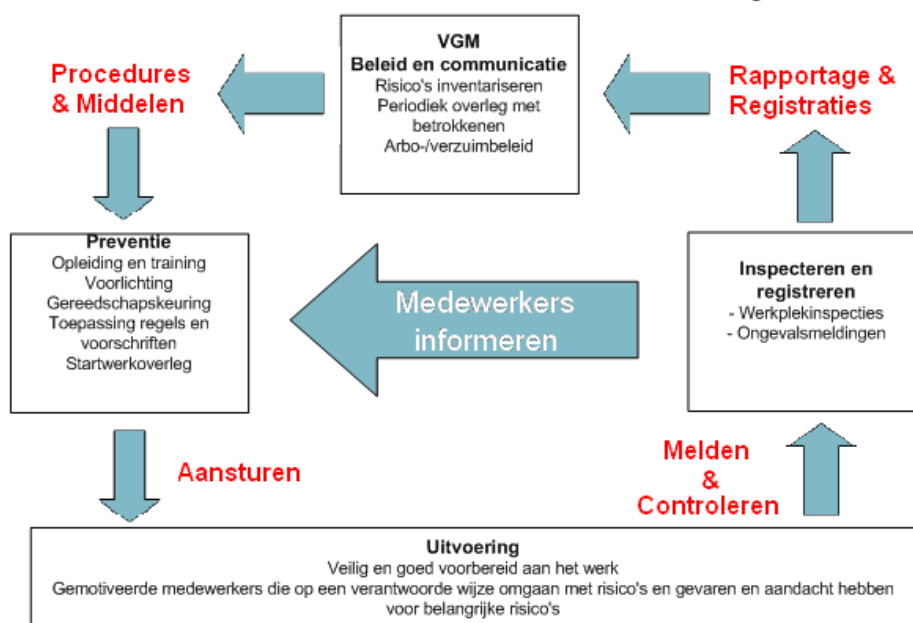 VGM
Beleid en communicatie
Risico's inventariseren
Periodiek overleg met
betrokkenen
Arbo-/verzuimbeleid
Procedures
& Middelen
Rapportage &
Registraties
Preventie
Opleiding en training
Voorlichting
Gereedschapskeuring
Toepassing regels en
voorschriften
Startwerkoverleg
Medewerkers
informeren
Inspecteren en
registreren
- Werkplekinspecties
- Ongevalsmeldingen
Aansturen
Melden
&
Controleren
Uitvoering
Veilig en goed voorbereid aan het werk
Gemotiveerde medewerkers die op een verantwoorde wijze omgaan met risico's en gevaren en aandacht hebben
voor belangrijke risico's